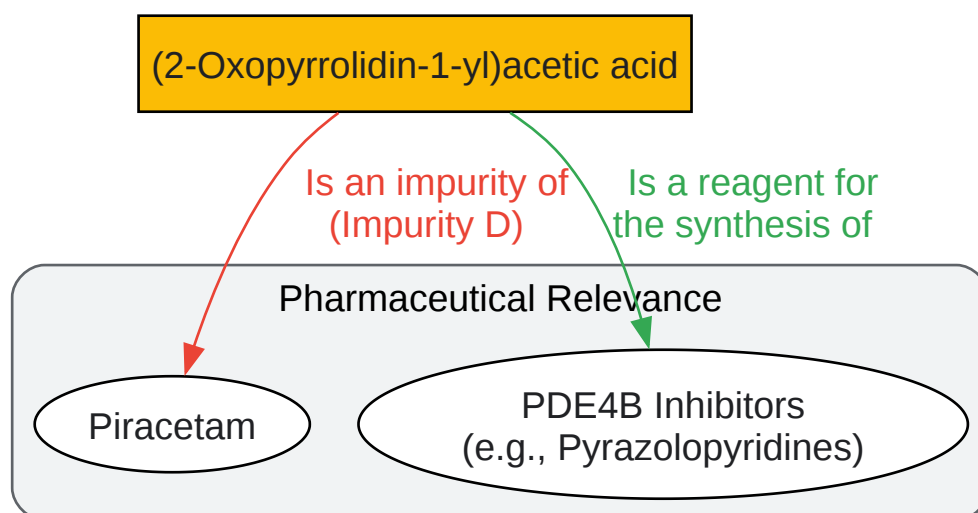 (2-Oxopyrrolidin-1-yl)acetic acid
Is an impurity of
(Impurity D)
Is a reagent for
the synthesis of
Pharmaceutical Relevance
Piracetam
PDE4B Inhibitors
(e.g., Pyrazolopyridines)